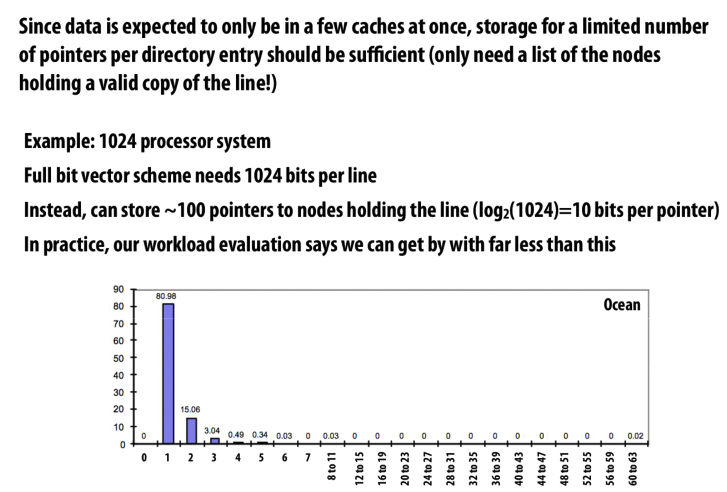 Since data is expected to only be in a few caches at once, storage for a limited number
of pointers per directory entry should be sufficient (only need a list of the nodes
holding a valid copy of the line!)
Example: 1024 processor system
Full bit vector scheme needs 1024 bits per line
Instead, can store ~100 pointers to nodes holding the line (log₂(1024)=10 bits per pointer)
In practice, our workload evaluation says we can get by with far less than this
Ocean
90
80
70
60
50
40
30
20
10
0
0 80.98 15.06 3.04 0.49 0.34 0.03 0 0.03 0 0 0 0 0 0 0 0 0 0 0 0 0.02
0 1 2 3 4 5 6 7 8 to 11 12 to 15 16 to 19 20 to 23 24 to 27 28 to 31 32 to 35 36 to 39 40 to 43 44 to 47 48 to 51 52 to 55 56 to 59 60 to 63